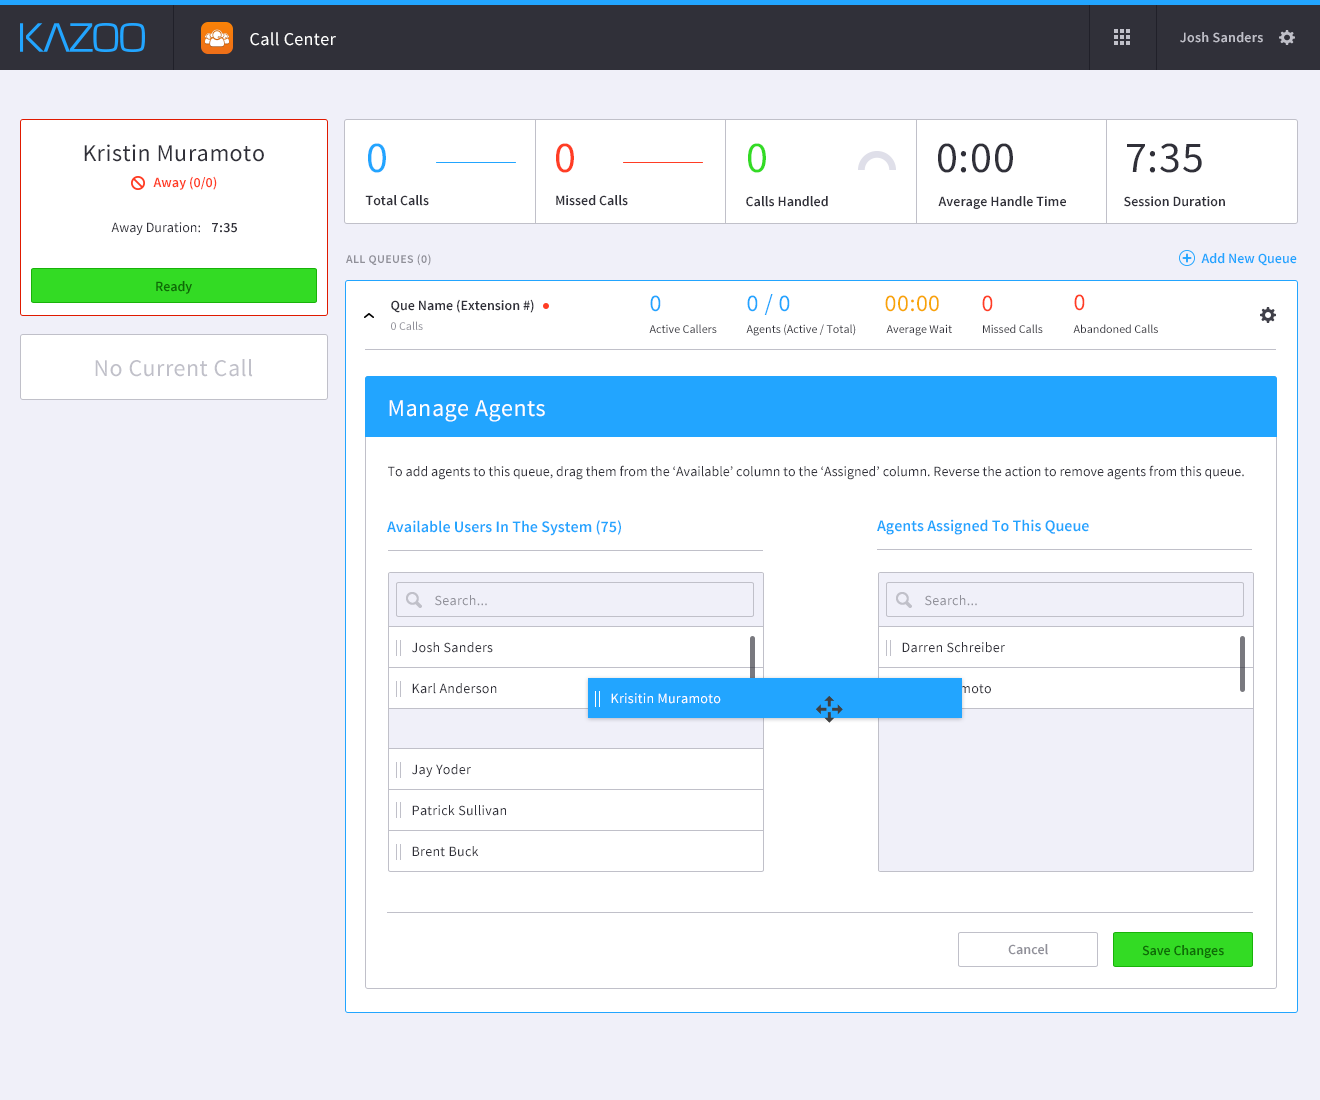 KAZOO
Call Center
Josh Sanders
Kristin Muramoto
Away (0/0)
Away Duration: 7:35
Ready
No Current Call
0
Total Calls
0
Missed Calls
0
Calls Handled
0:00
Average Handle Time
7:35
Session Duration
ALL QUEUES (0)
Add New Queue
Que Name (Extension #)
0 Calls
0
Active Callers
0 / 0
Agents (Active / Total)
00:00
Average Wait
0
Missed Calls
0
Abandoned Calls
Manage Agents
To add agents to this queue, drag them from the ‘Available’ column to the ‘Assigned’ column. Reverse the action to remove agents from this queue.
Available Users In The System (75)
Search...
Josh Sanders
Karl Anderson
Krisitin Muramoto
Jay Yoder
Patrick Sullivan
Brent Buck
Agents Assigned To This Queue
Search...
Darren Schreiber
Cancel
Save Changes